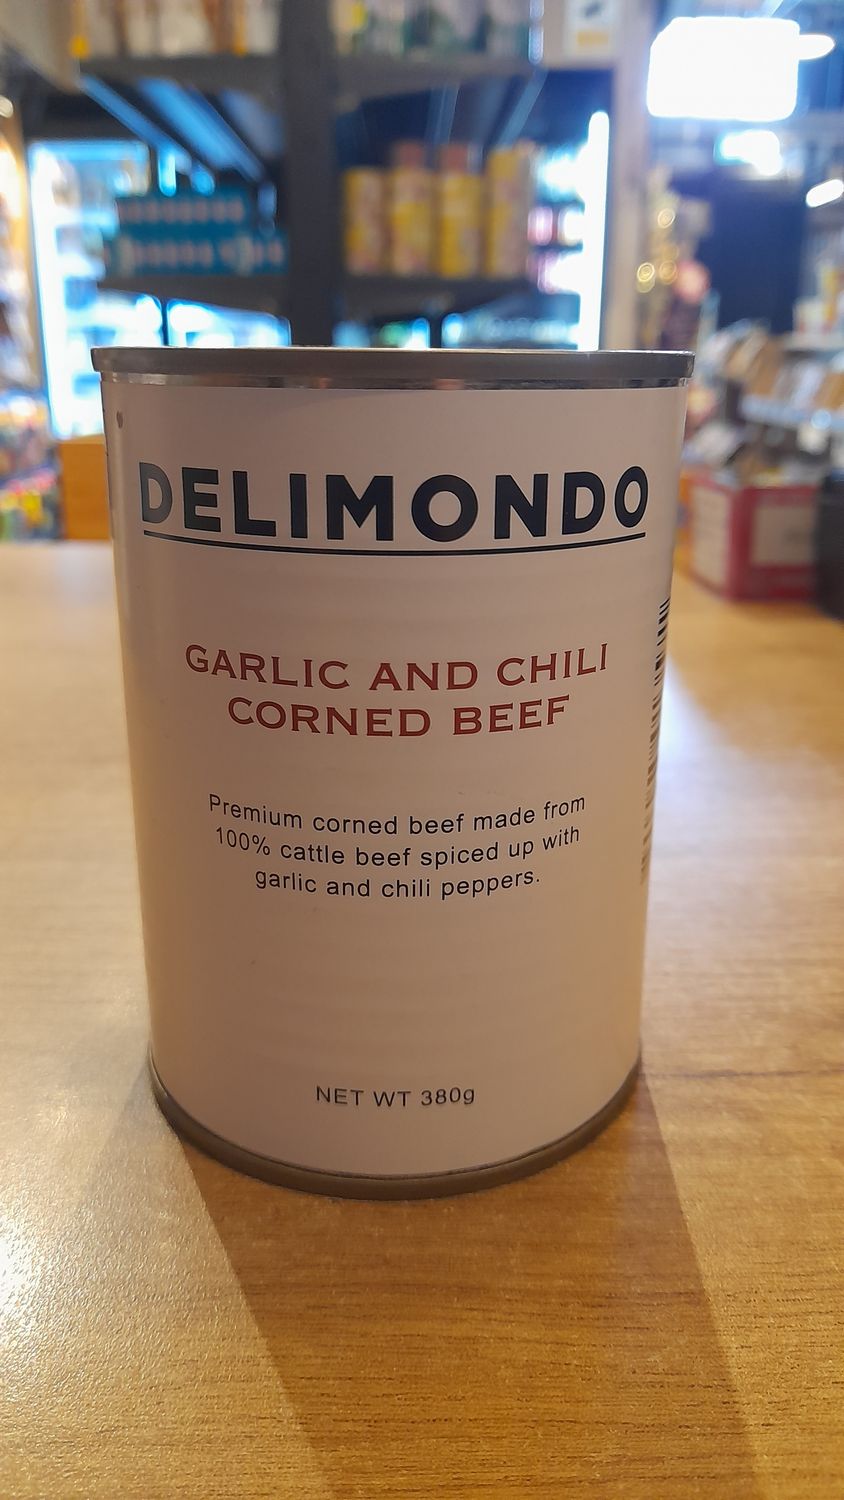 DELIMONDO
GARLIC AND CHILI
CORNED BEEF
Premium corned beef made from
100% cattle beef spiced up with
garlic and chili peppers.
NET WT 380g